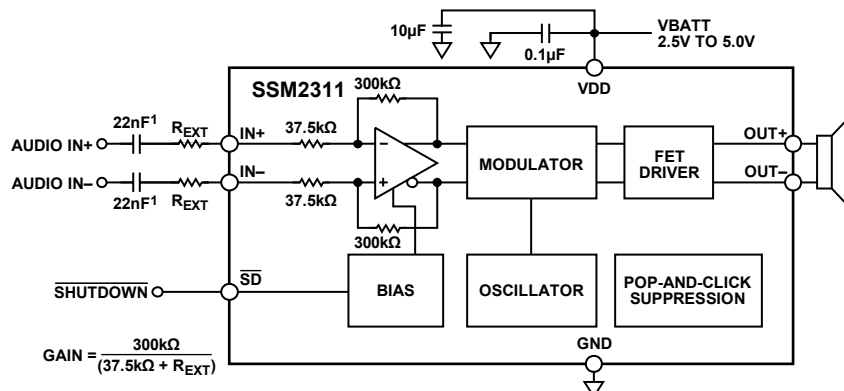 10µF
0.1µF
VBATT
2.5V TO 5.0V
VDD
SSM2311
300kΩ
22nF1
REXT
IN+
37.5kΩ
AUDIO IN+
–
MODULATOR
FET
DRIVER
OUT+
AUDIO IN–
22nF1
REXT
IN–
37.5kΩ
+
OUT–
300kΩ
SHUTDOWN
SD
BIAS
OSCILLATOR
POP-AND-CLICK
SUPPRESSION
GAIN = 300kΩ
(37.5kΩ + REXT)
GND